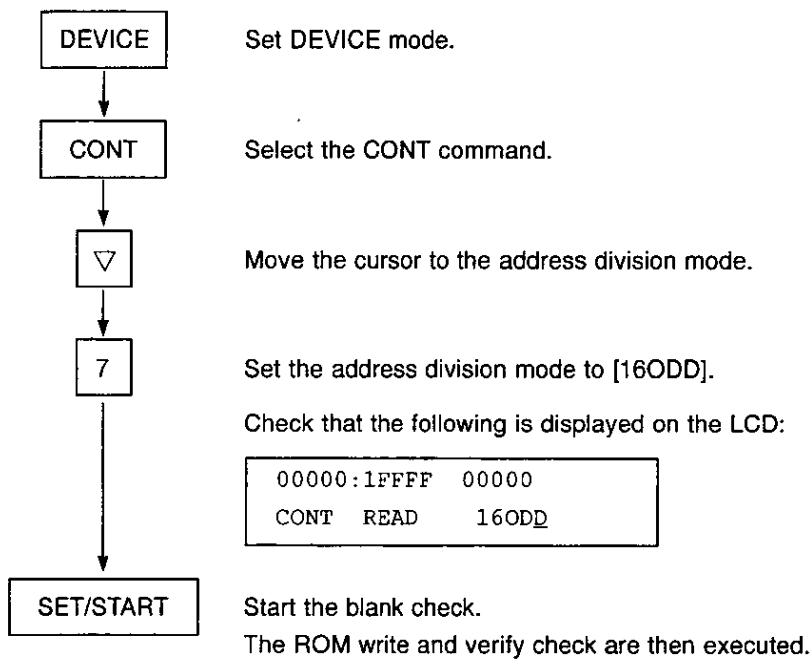 DEVICE Set DEVICE mode.
CONT Select the CONT command.
▽ Move the cursor to the address division mode.
7 Set the address division mode to [16ODD].
Check that the following is displayed on the LCD:
00000:1FFFF 00000
CONT READ 16ODD
SET/START Start the blank check.
The ROM write and verify check are then executed.